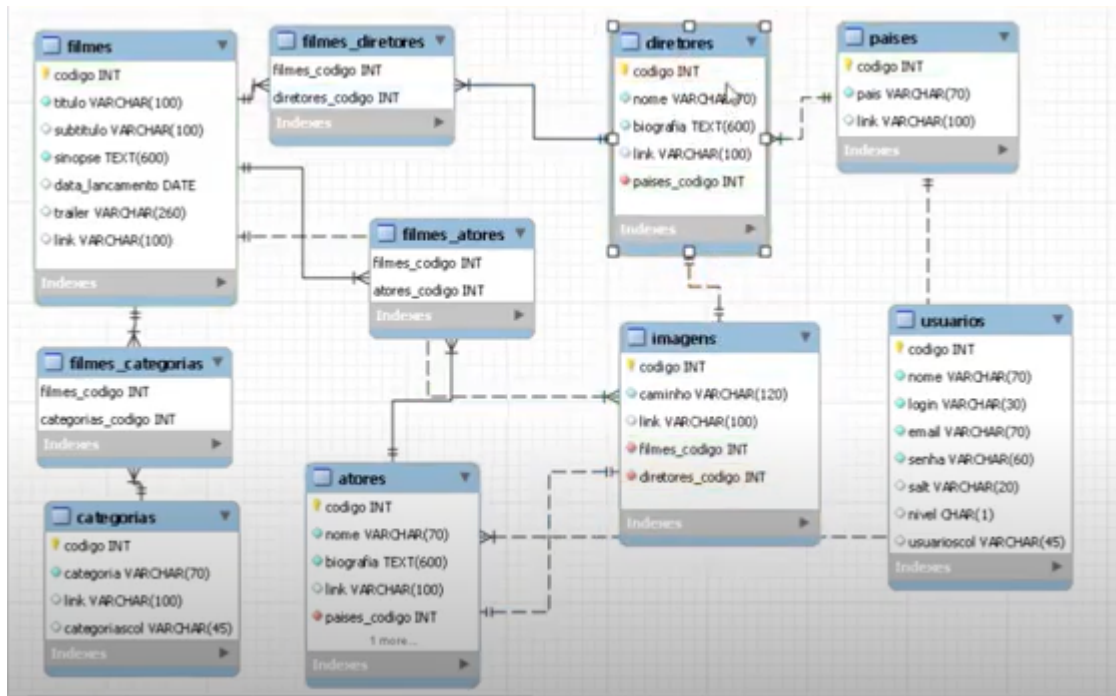 filmes
codigo INT
titulo VARCHAR(100)
subtitulo VARCHAR(100)
sinopse TEXT(600)
data_lancamento DATE
trailer VARCHAR(260)
link VARCHAR(100)
Indexes
filmes_diretores
filmes_codigo INT
diretores_codigo INT
Indexes
diretores
codigo INT
nome VARCHAR(70)
biografia TEXT(600)
link VARCHAR(100)
paises_codigo INT
Indexes
paises
codigo INT
pais VARCHAR(70)
link VARCHAR(100)
Indexes
filmes_atores
filmes_codigo INT
atores_codigo INT
Indexes
filmes_categorias
filmes_codigo INT
categorias_codigo INT
Indexes
imagens
codigo INT
caminho VARCHAR(120)
link VARCHAR(100)
filmes_codigo INT
diretores_codigo INT
Indexes
usuarios
codigo INT
nome VARCHAR(70)
login VARCHAR(30)
email VARCHAR(70)
senha VARCHAR(60)
salt VARCHAR(20)
nivel CHAR(1)
usuarioscol VARCHAR(45)
Indexes
categorias
codigo INT
categoria VARCHAR(70)
link VARCHAR(100)
categoriascol VARCHAR(45)
Indexes
atores
codigo INT
nome VARCHAR(70)
biografia TEXT(600)
link VARCHAR(100)
paises_codigo INT
1 more...
Indexes